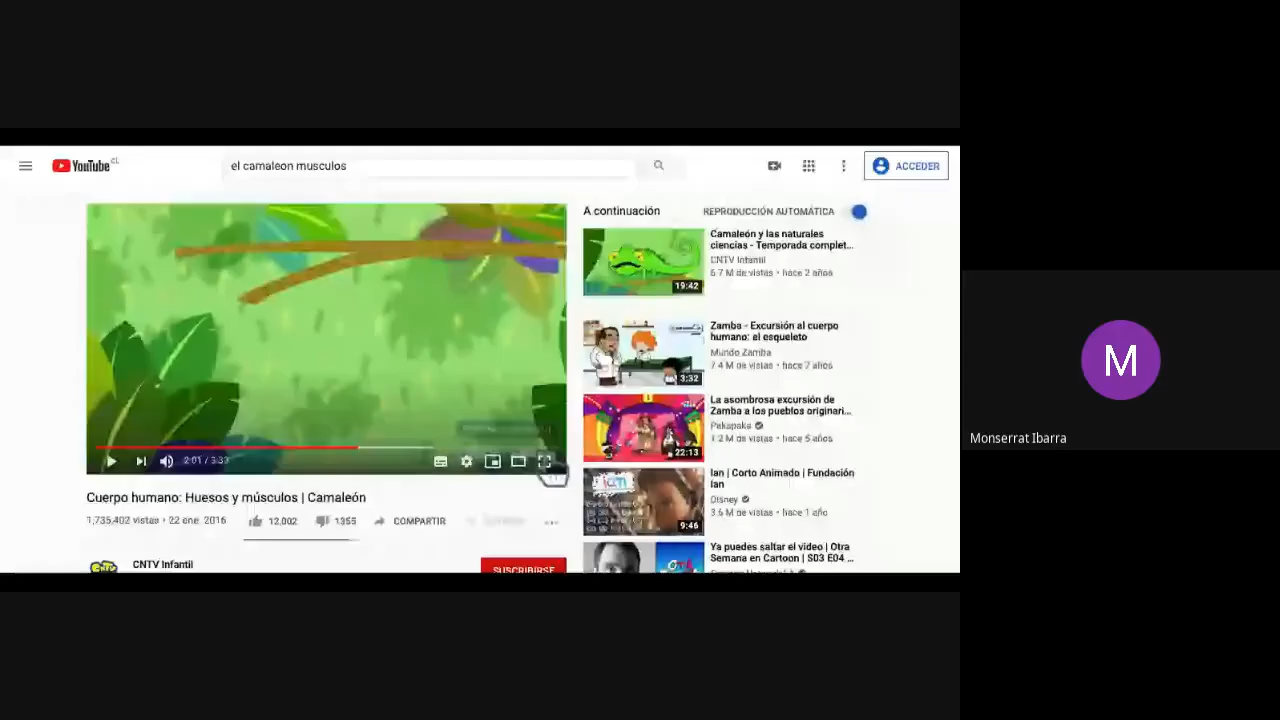 YouTube CL
el camaleon musculos
ACCEDER
2:01 / 3:33
Cuerpo humano: Huesos y músculos | Camaleón
1,735,402 vistas • 22 ene. 2016
12,002
1355
COMPARTIR
CNTV Infantil
SUSCRIBIRSE
A continuación
REPRODUCCIÓN AUTOMÁTICA
19:42
Camaleón y las naturales
ciencias - Temporada complet...
CNTV Infantil
6.7 M de vistas • hace 2 años
3:32
Zamba - Excursión al cuerpo
humano: el esqueleto
Mundo Zamba
7.4 M de vistas • hace 7 años
22:13
La asombrosa excursión de
Zamba a los pueblos originari...
Pakapaka
1.2 M de vistas • hace 5 años
9:46
Ian | Corto Animado | Fundación
Ian
Disney
3.6 M de vistas • hace 1 año
Ya puedes saltar el video | Otra
Semana en Cartoon | S03 E04 ...
M
Monserrat Ibarra